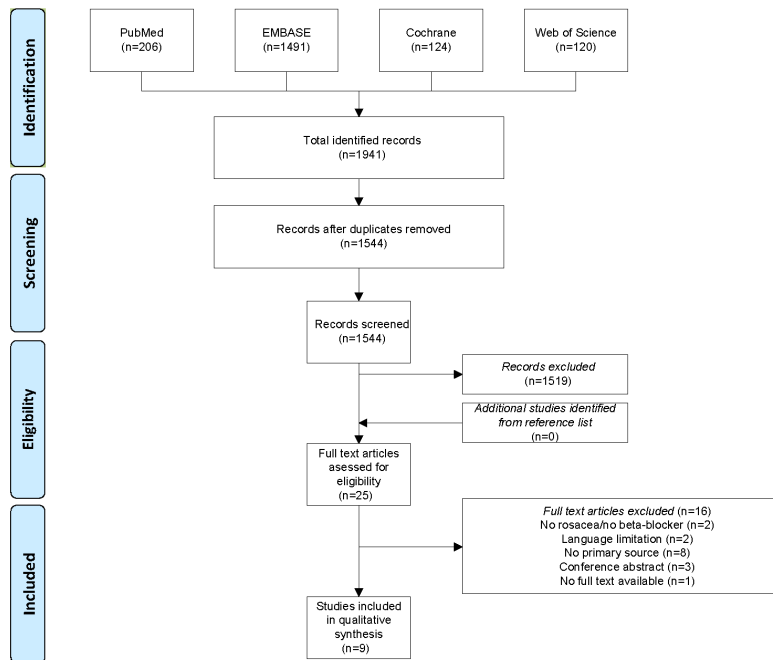 Identification
PubMed
(n=206)
EMBASE
(n=1491)
Cochrane
(n=124)
Web of Science
(n=120)
Total identified records
(n=1941)
Screening
Records after duplicates removed
(n=1544)
Records screened
(n=1544)
Eligibility
Records excluded
(n=1519)
Additional studies identified
from reference list
(n=0)
Full text articles
asessed for
eligibility
(n=25)
Included
Full text articles excluded (n=16)
No rosacea/no beta-blocker (n=2)
Language limitation (n=2)
No primary source (n=8)
Conference abstract (n=3)
No full text available (n=1)
Studies included
in qualitative
synthesis
(n=9)